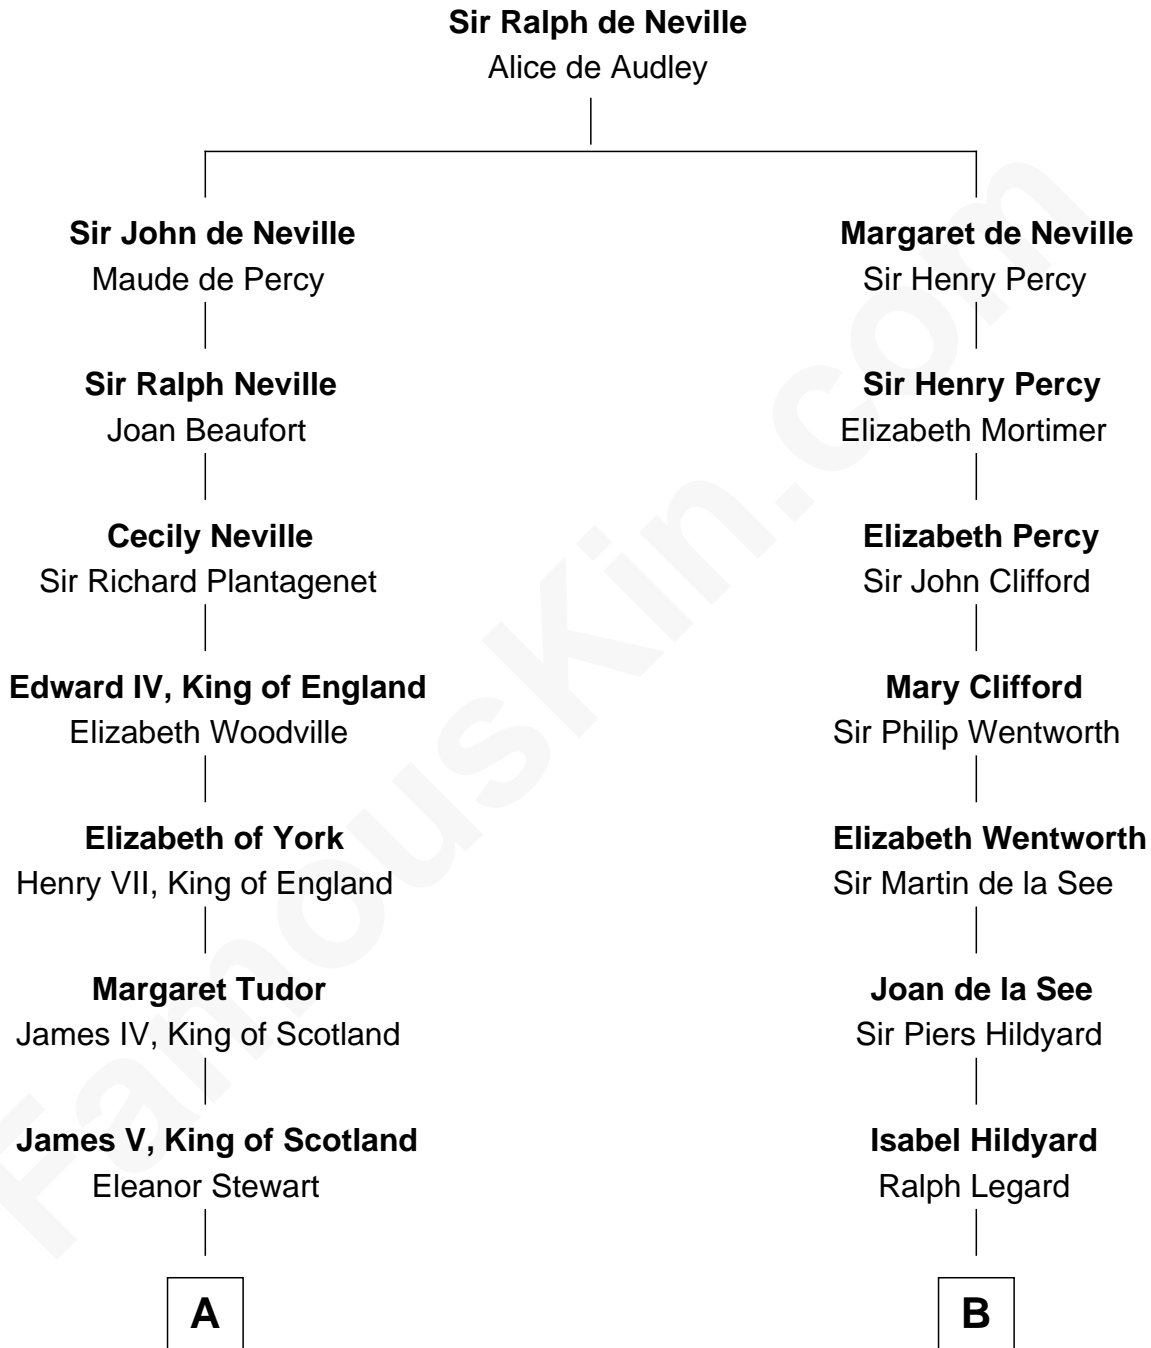 Sir Ralph de Neville
Alice de Audley
Sir John de Neville
Maude de Percy
Margaret de Neville
Sir Henry Percy
Sir Ralph Neville
Joan Beaufort
Sir Henry Percy
Elizabeth Mortimer
Cecily Neville
Sir Richard Plantagenet
Elizabeth Percy
Sir John Clifford
Edward IV, King of England
Elizabeth Woodville
Mary Clifford
Sir Philip Wentworth
Elizabeth of York
Henry VII, King of England
Elizabeth Wentworth
Sir Martin de la See
Margaret Tudor
James IV, King of Scotland
Joan de la See
Sir Piers Hildyard
James V, King of Scotland
Eleanor Stewart
Isabel Hildyard
Ralph Legard
A
B
FamousKin.com